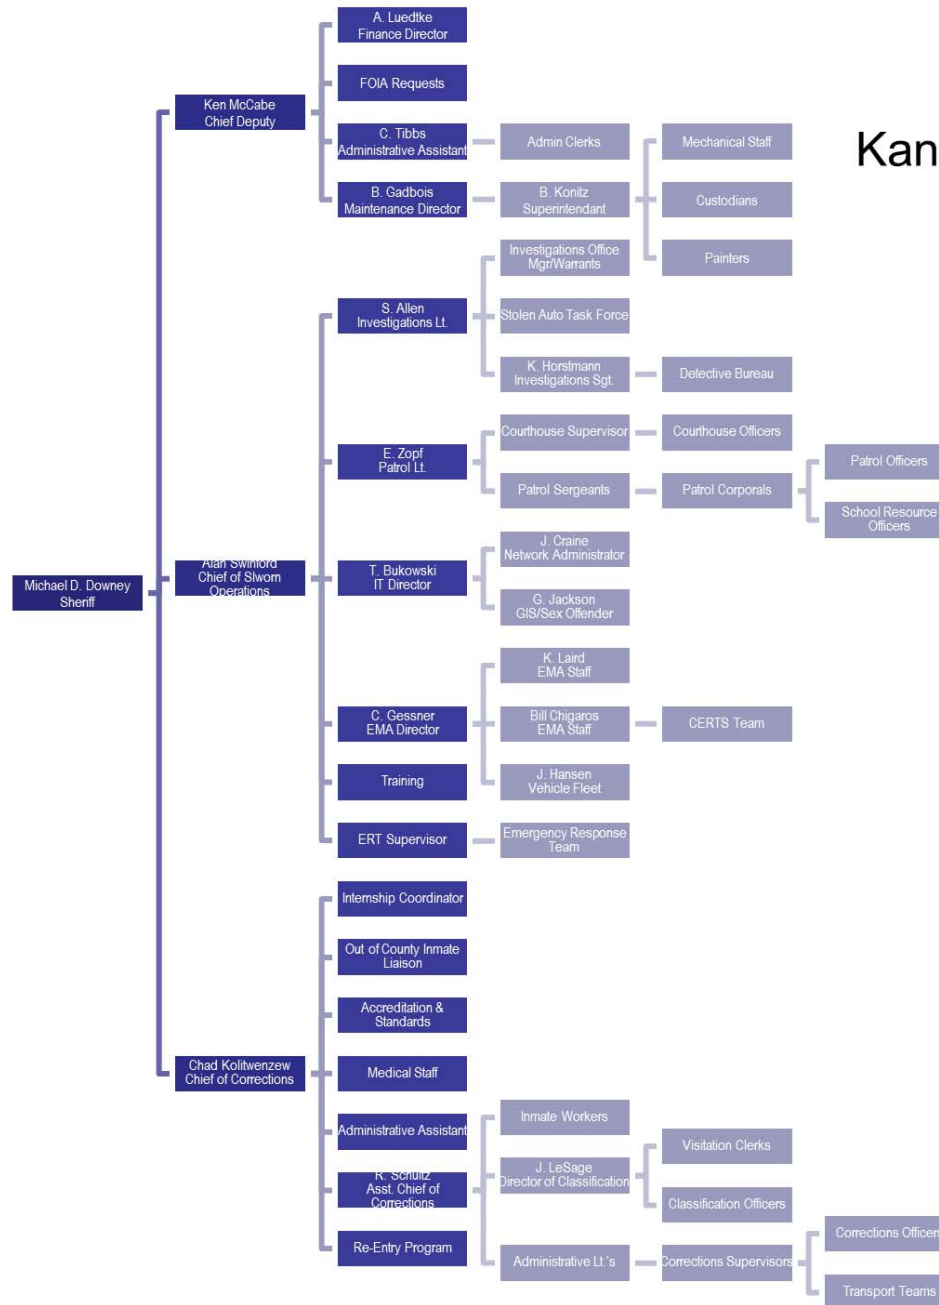 Kan
Michael D. Downey
Sheriff
Ken McCabe
Chief Deputy
A. Luedtke
Finance Director
FOIA Requests
C. Tibbs
Administrative Assistant
Admin Clerks
B. Gadbois
Maintenance Director
B. Konitz
Superintendant
Mechanical Staff
Custodians
Painters
Alan Swinford
Chief of Slworn
Operations
S. Allen
Investigations Lt.
Investigations Office
Mgr/Warrants
Stolen Auto Task Force
K. Horstmann
Investigations Sgt.
Detective Bureau
E. Zopf
Patrol Lt.
Courthouse Supervisor
Courthouse Officers
Patrol Sergeants
Patrol Corporals
Patrol Officers
School Resource
Officers
T. Bukowski
IT Director
J. Craine
Network Administrator
G. Jackson
GIS/Sex Offender
C. Gessner
EMA Director
K. Laird
EMA Staff
Bill Chigaros
EMA Staff
CERTS Team
J. Hansen
Vehicle Fleet
Training
ERT Supervisor
Emergency Response
Team
Chad Kolitwenzew
Chief of Corrections
Internship Coordinator
Out of County Inmate
Liaison
Accreditation &
Standards
Medical Staff
Administrative Assistant
R. Schultz
Asst. Chief of
Corrections
Inmate Workers
J. LeSage
Director of Classification
Visitation Clerks
Classification Officers
Administrative Lt.'s
Corrections Supervisors
Corrections Officers
Transport Teams
Re-Entry Program